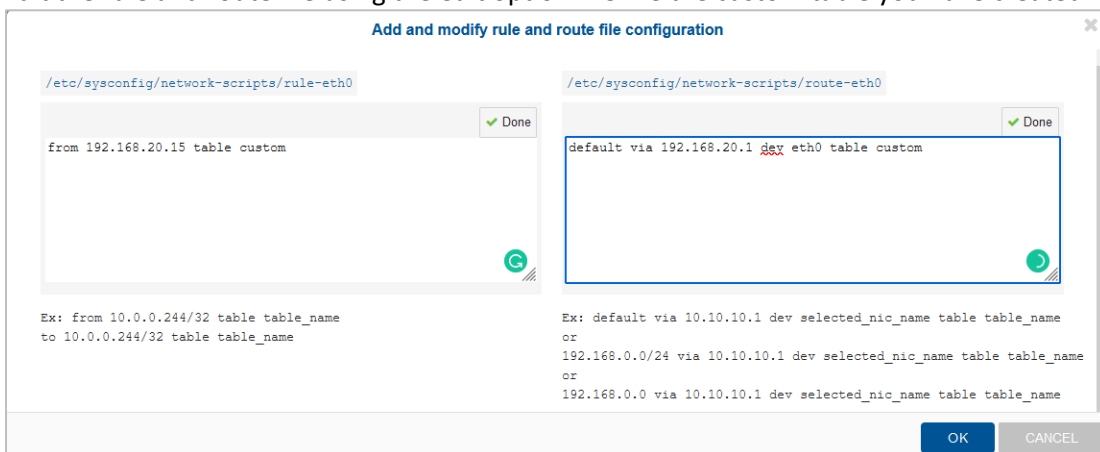 Add and modify rule and route file configuration
/etc/sysconfig/network-scripts/rule-eth0
Done
from 192.168.20.15 table custom
Ex: from 10.0.0.244/32 table table_name
to 10.0.0.244/32 table table_name
/etc/sysconfig/network-scripts/route-eth0
Done
default via 192.168.20.1 dev eth0 table custom
Ex: default via 10.10.10.1 dev selected_nic_name table table_name
or
192.168.0.0/24 via 10.10.10.1 dev selected_nic_name table table_name
or
192.168.0.0 via 10.10.10.1 dev selected_nic_name table table_name
OK
CANCEL